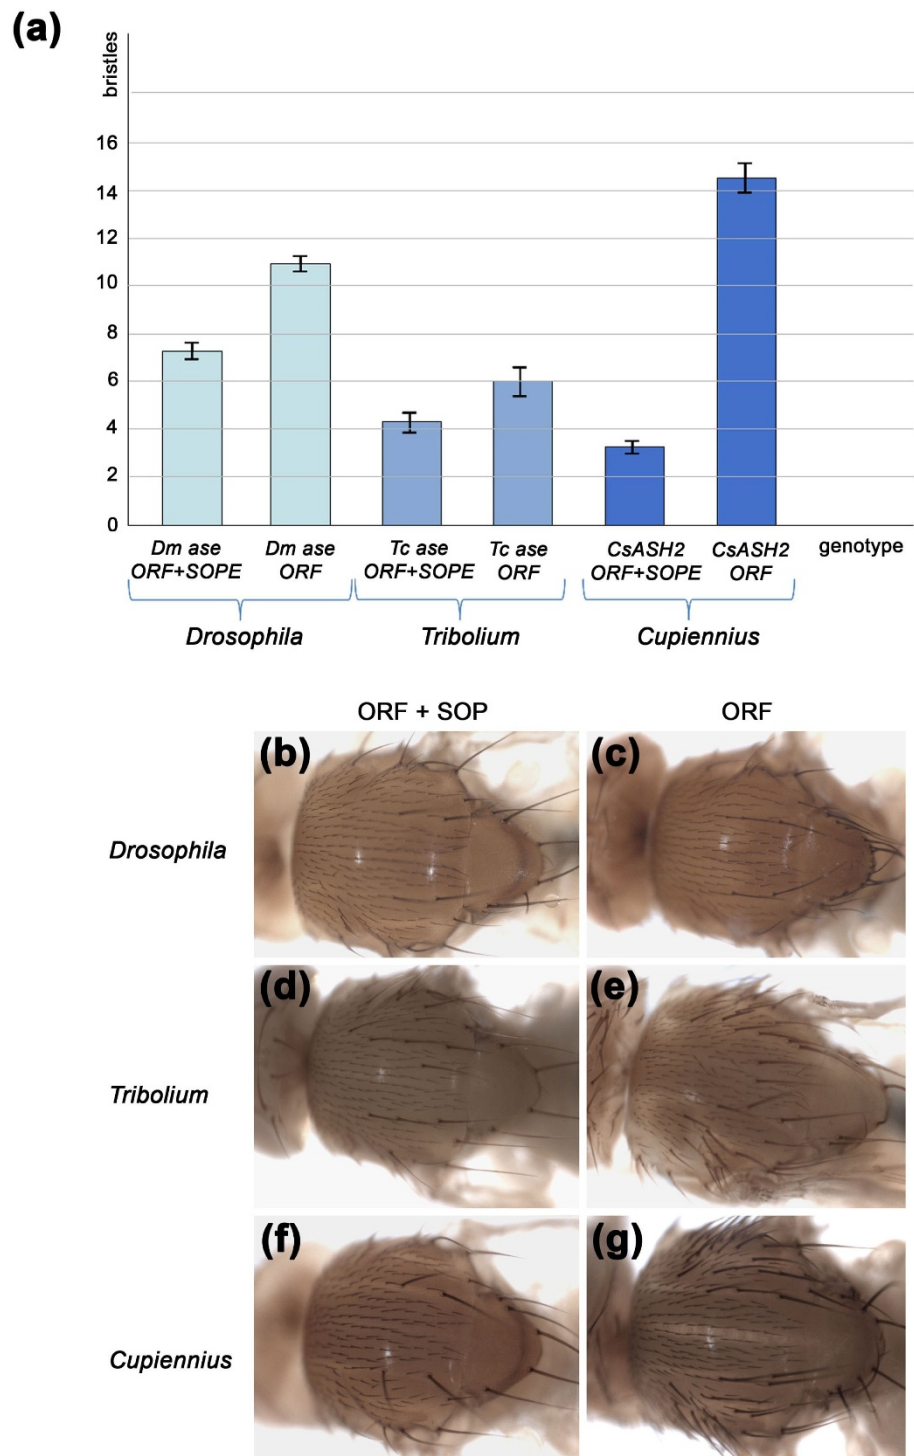 (a)
bristles
16
14
12
10
8
6
4
2
0
Dm ase
ORF+SOPE
Dm ase
ORF
Tc ase
ORF+SOPE
Tc ase
ORF
CsASH2
ORF+SOPE
CsASH2
ORF
genotype
Drosophila
Tribolium
Cupiennius
ORF + SOP
ORF
(b)
(c)
Drosophila
(d)
(e)
Tribolium
(f)
(g)
Cupiennius